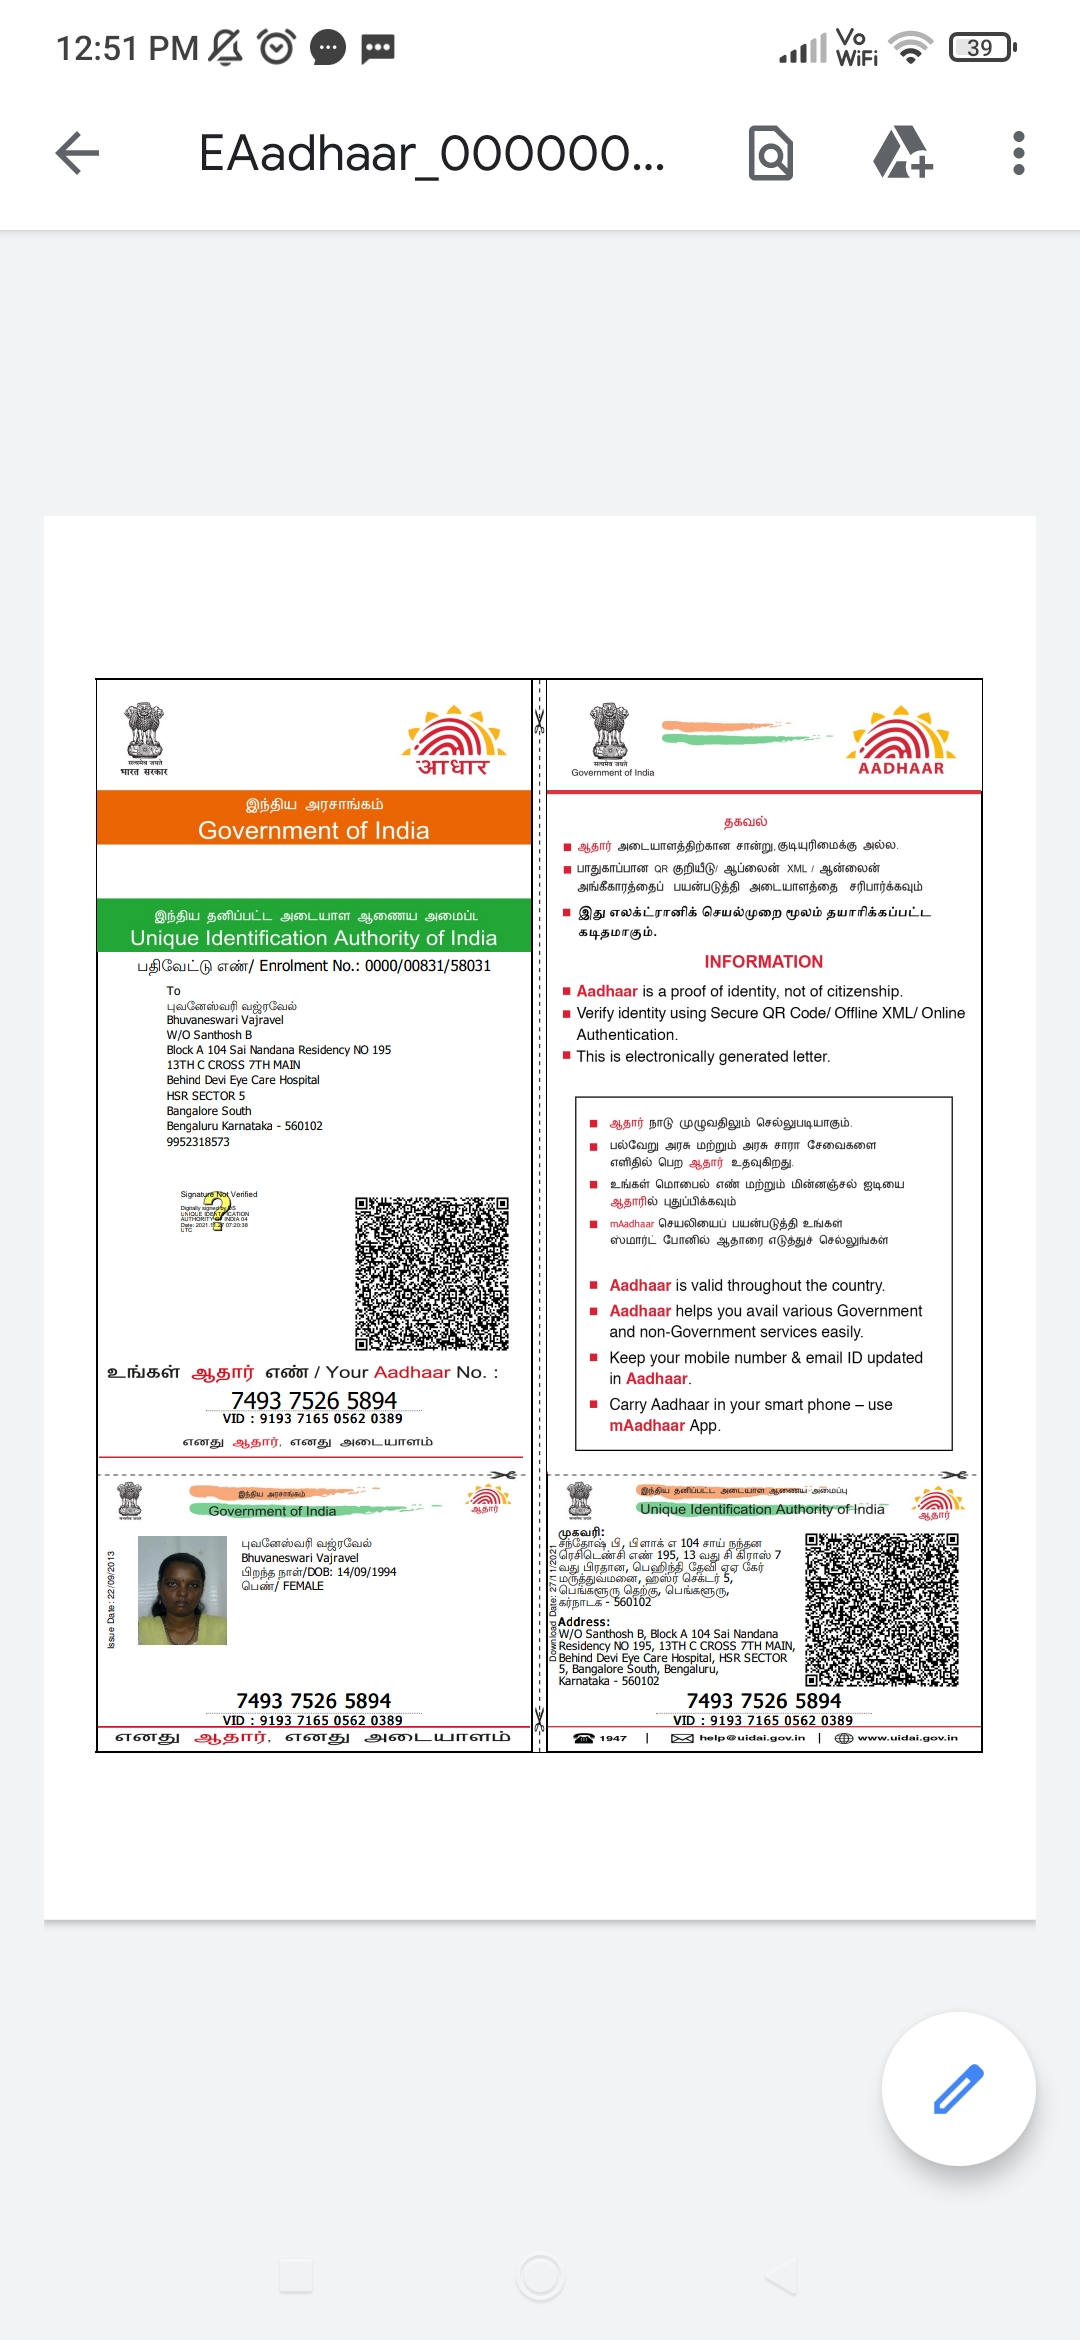 12:51 PM
Vo WiFi
39
EAadhaar_000000...
सत्यमेव जयते
भारत सरकार
आधार
இந்திய அரசாங்கம்
Government of India
இந்திய தனிப்பட்ட அடையாள ஆணைய அமைப்பு
Unique Identification Authority of India
பதிவேட்டு எண்/ Enrolment No.: 0000/00831/58031
To
புவனேஸ்வரி வஜ்ரவேல்
Bhuvaneswari Vajravel
W/O Santhosh B
Block A 104 Sai Nandana Residency NO 195
13TH C CROSS 7TH MAIN
Behind Devi Eye Care Hospital
HSR SECTOR 5
Bangalore South
Bengaluru Karnataka - 560102
9952318573
Signature Not Verified
Digitally signed by DS
UNIQUE IDENTIFICATION
AUTHORITY OF INDIA 04
Date: 2021.11.27 07:20:38
UTC
உங்கள் ஆதார் எண் / Your Aadhaar No. :
7493 7526 5894
VID : 9193 7165 0562 0389
எனது ஆதார், எனது அடையாளம்
सत्यमेव जयते
Government of India
AADHAAR
தகவல்
ஆதார் அடையாளத்திற்கான சான்று,குடியுரிமைக்கு அல்ல.
பாதுகாப்பான QR குறியீடு/ ஆப்லைன் XML / ஆன்லைன்
அங்கீகாரத்தைப் பயன்படுத்தி அடையாளத்தை சரிபார்க்கவும்
இது எலக்ட்ரானிக் செயல்முறை மூலம் தயாரிக்கப்பட்ட
கடிதமாகும்.
INFORMATION
Aadhaar is a proof of identity, not of citizenship.
Verify identity using Secure QR Code/ Offline XML/ Online
Authentication.
This is electronically generated letter.
ஆதார் நாடு முழுவதிலும் செல்லுபடியாகும்.
பல்வேறு அரசு மற்றும் அரசு சாரா சேவைகளை
எளிதில் பெற ஆதார் உதவுகிறது.
உங்கள் மொபைல் எண் மற்றும் மின்னஞ்சல் ஐடியை
ஆதாரில் புதுப்பிக்கவும்
mAadhaar செயலியைப் பயன்படுத்தி உங்கள்
ஸ்மார்ட் போனில் ஆதாரை எடுத்துச் செல்லுங்கள்
Aadhaar is valid throughout the country.
Aadhaar helps you avail various Government
and non-Government services easily.
Keep your mobile number & email ID updated
in Aadhaar.
Carry Aadhaar in your smart phone – use
mAadhaar App.
இந்திய அரசாங்கம்
Government of India
ஆதார்
Issue Date: 22/09/2013
புவனேஸ்வரி வஜ்ரவேல்
Bhuvaneswari Vajravel
பிறந்த நாள்/DOB: 14/09/1994
பெண்/ FEMALE
7493 7526 5894
VID : 9193 7165 0562 0389
எனது ஆதார், எனது அடையாளம்
இந்திய தனிப்பட்ட அடையாள ஆணைய அமைப்பு
Unique Identification Authority of India
ஆதார்
Download Date: 27/11/2021
முகவரி:
சந்தோஷ் பி, பிளாக் எ 104 சாய் நந்தன
ரெசிடென்சி எண் 195, 13 வது சி கிராஸ் 7
வது பிரதான, பெஹிந்தி தேவி ஏஏ கேர்
மருத்துவமனை, ஹஸ்ர் செக்டர் 5,
பெங்களூரு தெற்கு, பெங்களூரு,
கர்நாடக - 560102
Address:
W/O Santhosh B, Block A 104 Sai Nandana
Residency NO 195, 13TH C CROSS 7TH MAIN,
Behind Devi Eye Care Hospital, HSR SECTOR
5, Bangalore South, Bengaluru,
Karnataka - 560102
7493 7526 5894
VID : 9193 7165 0562 0389
1947 | help@uidai.gov.in | www.uidai.gov.in